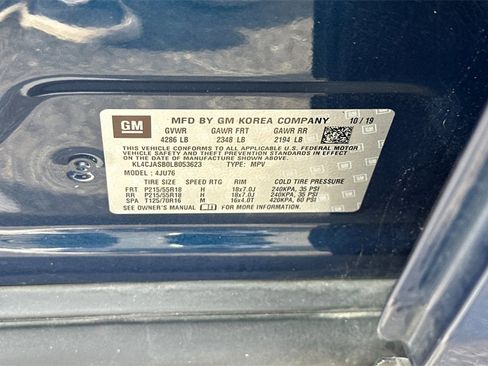 GM
MFD BY GM KOREA COMPANY 10/19
GVWR GAWR FRT GAWR RR
4286 LB 2348 LB 2194 LB
THIS VEHICLE CONFORMS TO ALL APPLICABLE U.S. FEDERAL MOTOR
VEHICLE SAFETY AND THEFT PREVENTION STANDARDS IN
EFFECT ON THE DATE OF MANUFACTURE SHOWN ABOVE.
KL4CJASB0LB053623 TYPE: MPV
MODEL : 4JU76
TIRE SIZE SPEED RTG RIM COLD TIRE PRESSURE
FRT P215/55R18 H 18x7.0J 240KPA, 35 PSI
RR P215/55R18 H 18x7.0J 240KPA, 35 PSI
SPA T125/70R16 M 16x4.0T 420KPA, 60 PSI
SEE OWNER'S MANUAL FOR ADDITIONAL INFORMATION